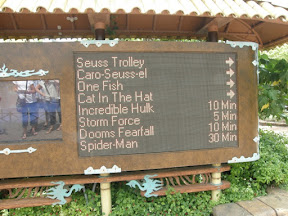 Seuss Trolley
Caro-Seuss-el
One Fish
Cat In The Hat
Incredible Hulk 10 Min
Storm Force 5 Min
Dooms Fearfall 10 Min
Spider-Man 30 Min